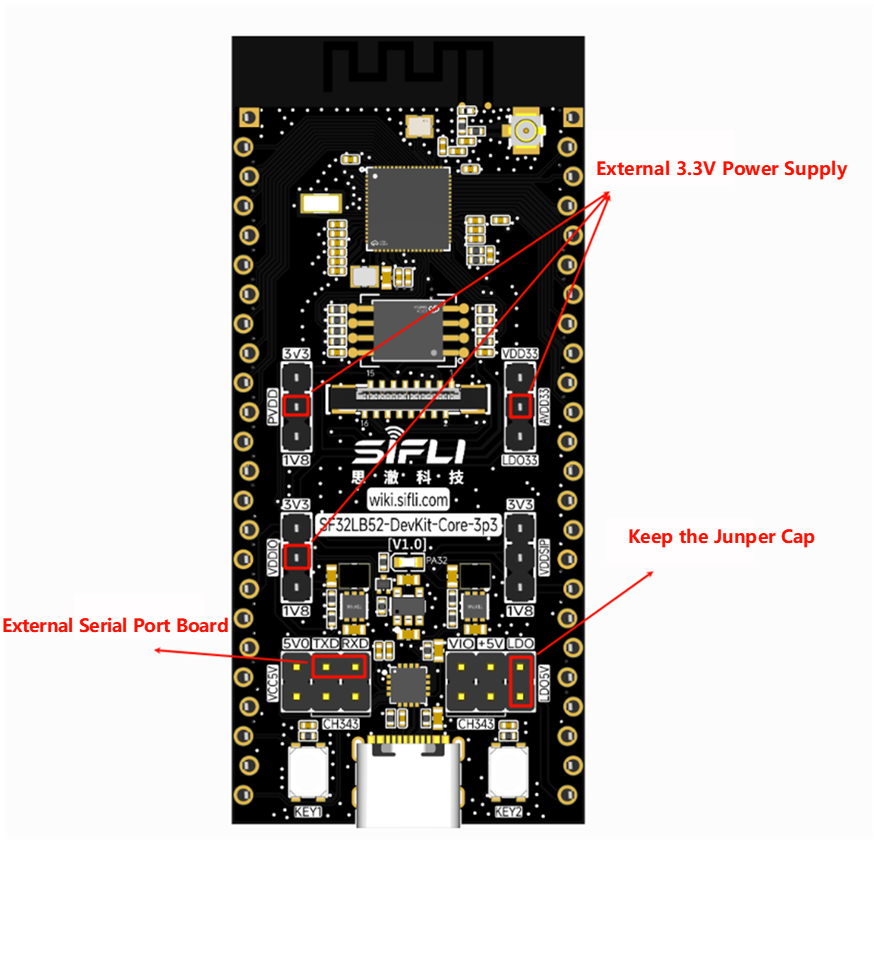 External 3.3V Power Supply
3V3
VDD33
PVDD
15
1
AVDD33
16
2
1V8
LDO33
SiFLi
思澈科技
wiki.sifli.com
3V3
SF32LB52-DevKit-Core-3p3
3V3
Keep the Junper Cap
[V1.0]
VDDIO
PA32
VDDSIP
1V8
1V8
External Serial Port Board
5V0 TXD RXD
VIO +5V LDO
VCC5V
LDO5V
CH343
CH343
KEY1
KEY2